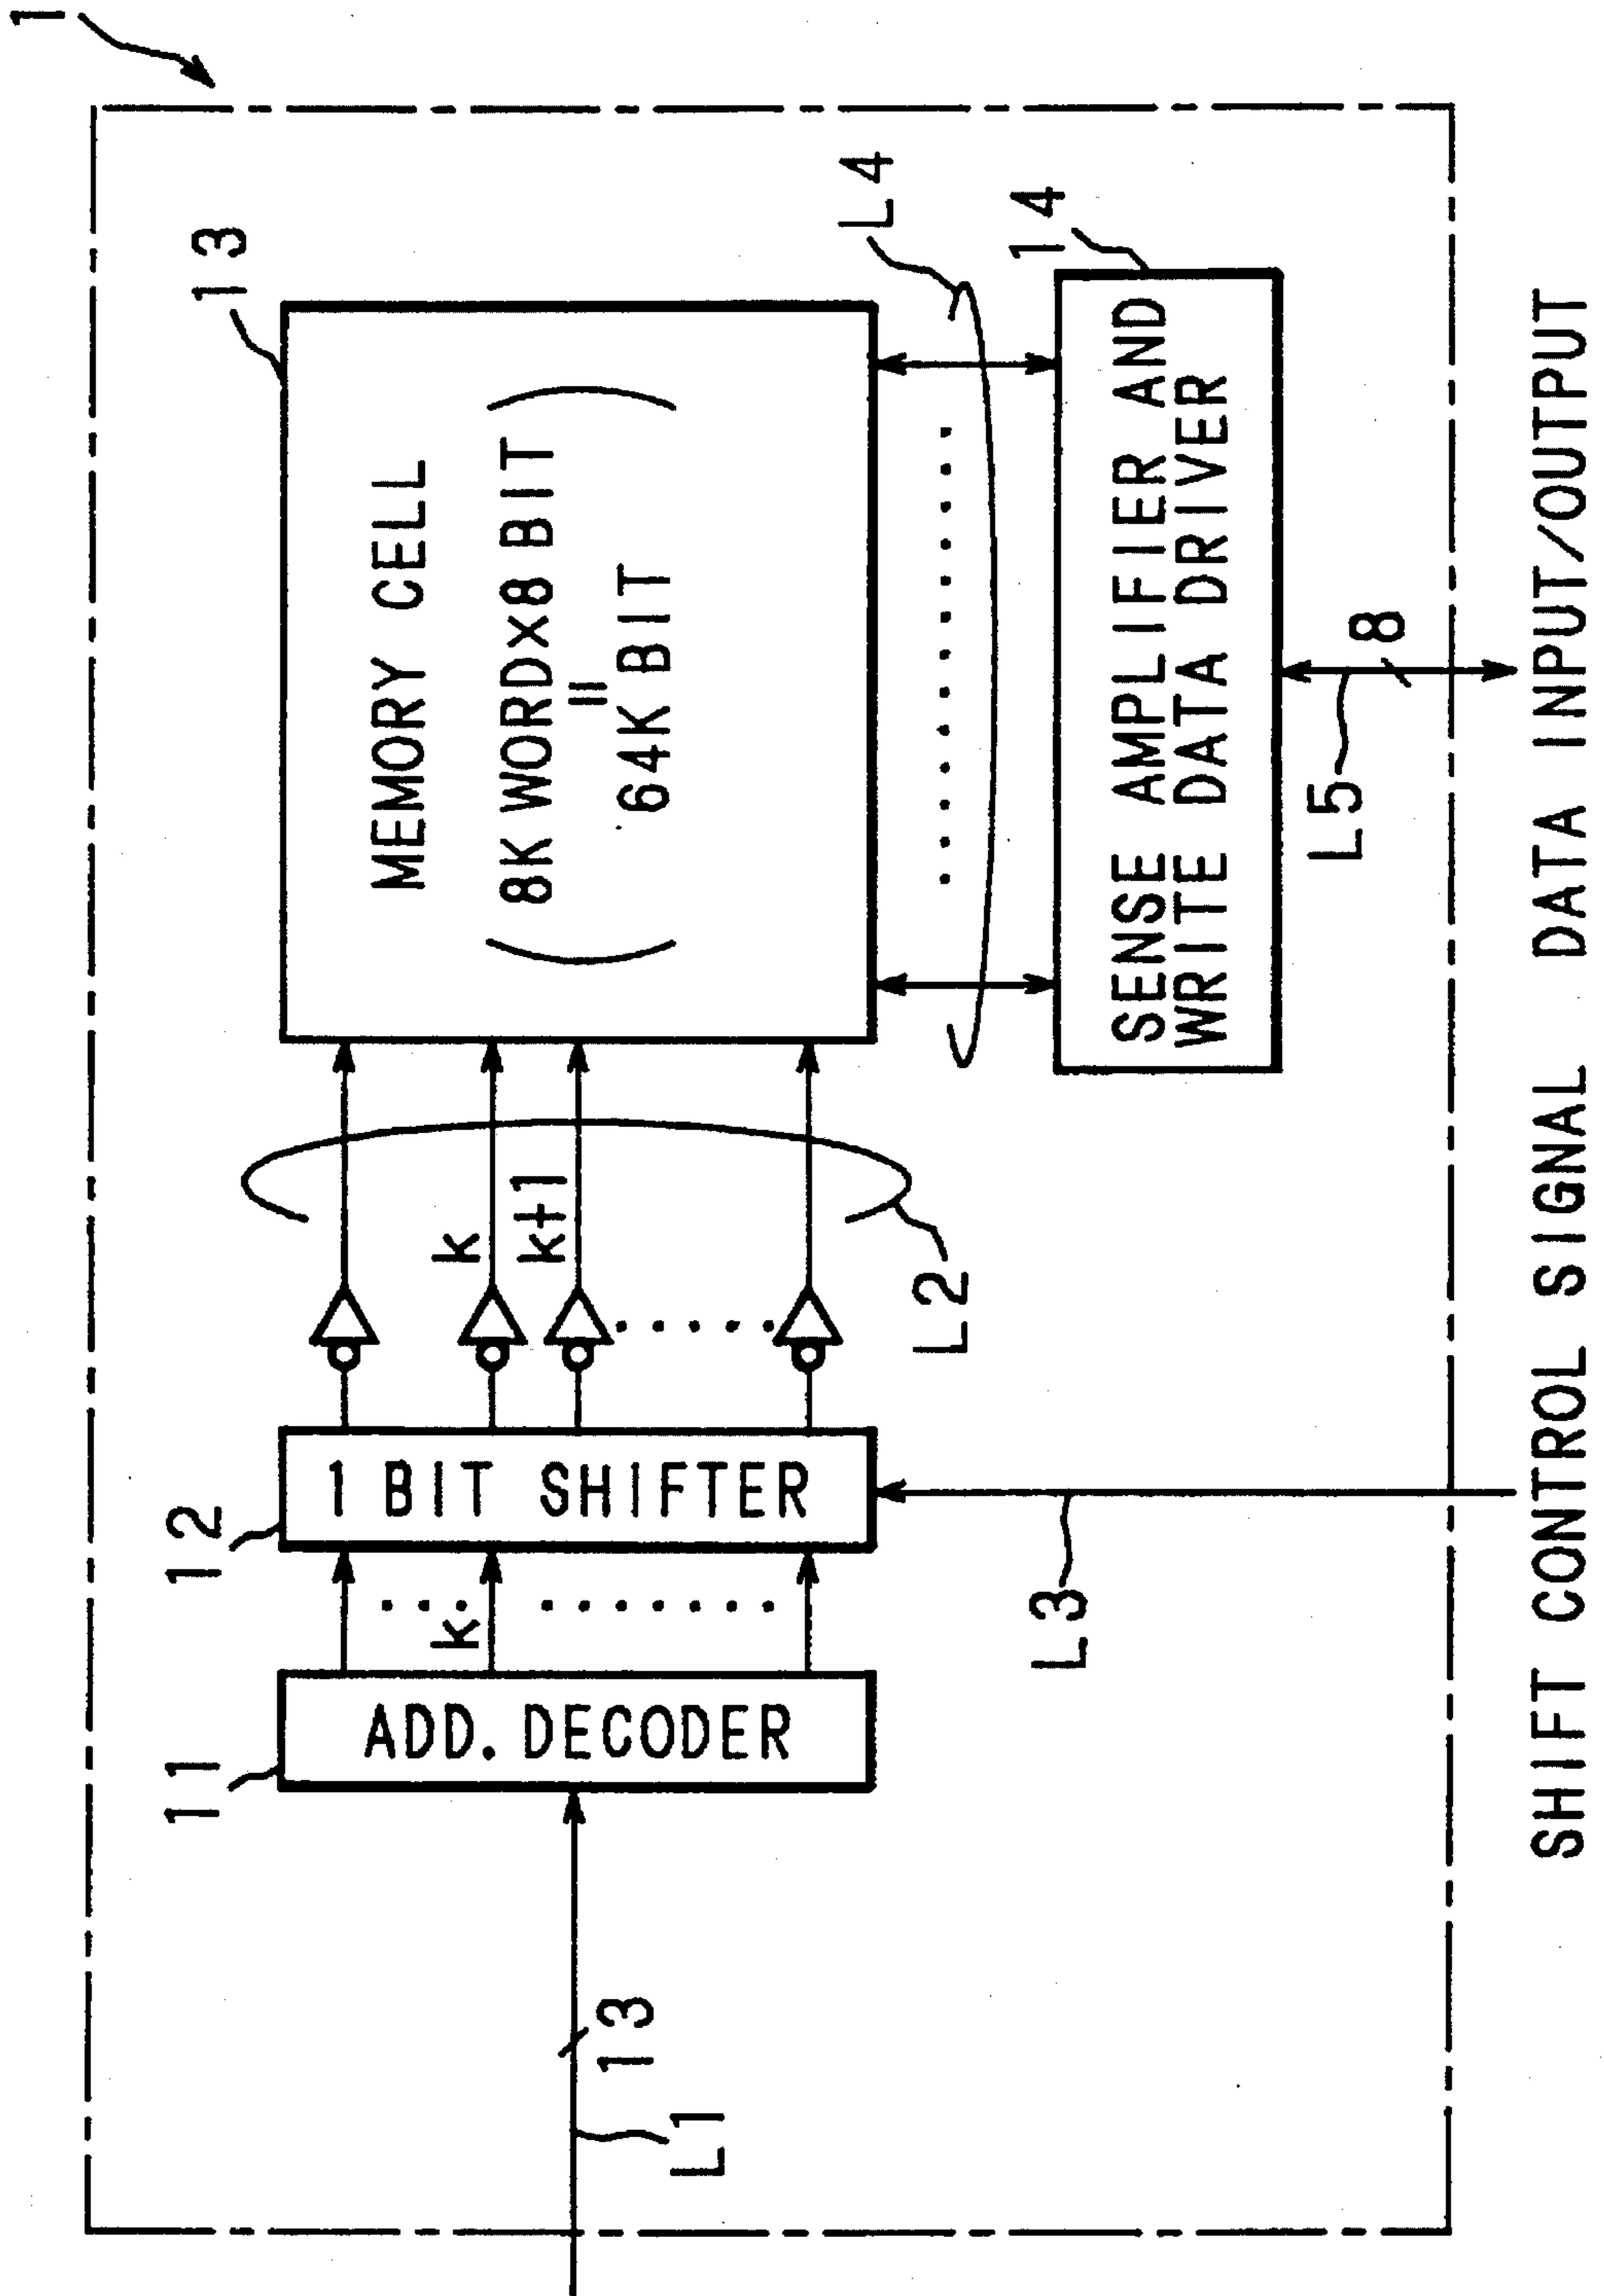 1
13
MEMORY CELL
8K WORD×8 BIT
=
64K BIT
12
1 BIT SHIFTER
11
ADD. DECODER
k
k
k+1
L1
13
L2
L3
L4
14
SENSE AMPLIFIER AND
WRITE DATA DRIVER
L5
8
SHIFT CONTROL SIGNAL
DATA INPUT/OUTPUT